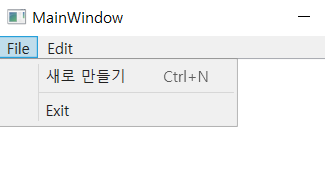 MainWindow
File Edit
새로 만들기 Ctrl+N
Exit